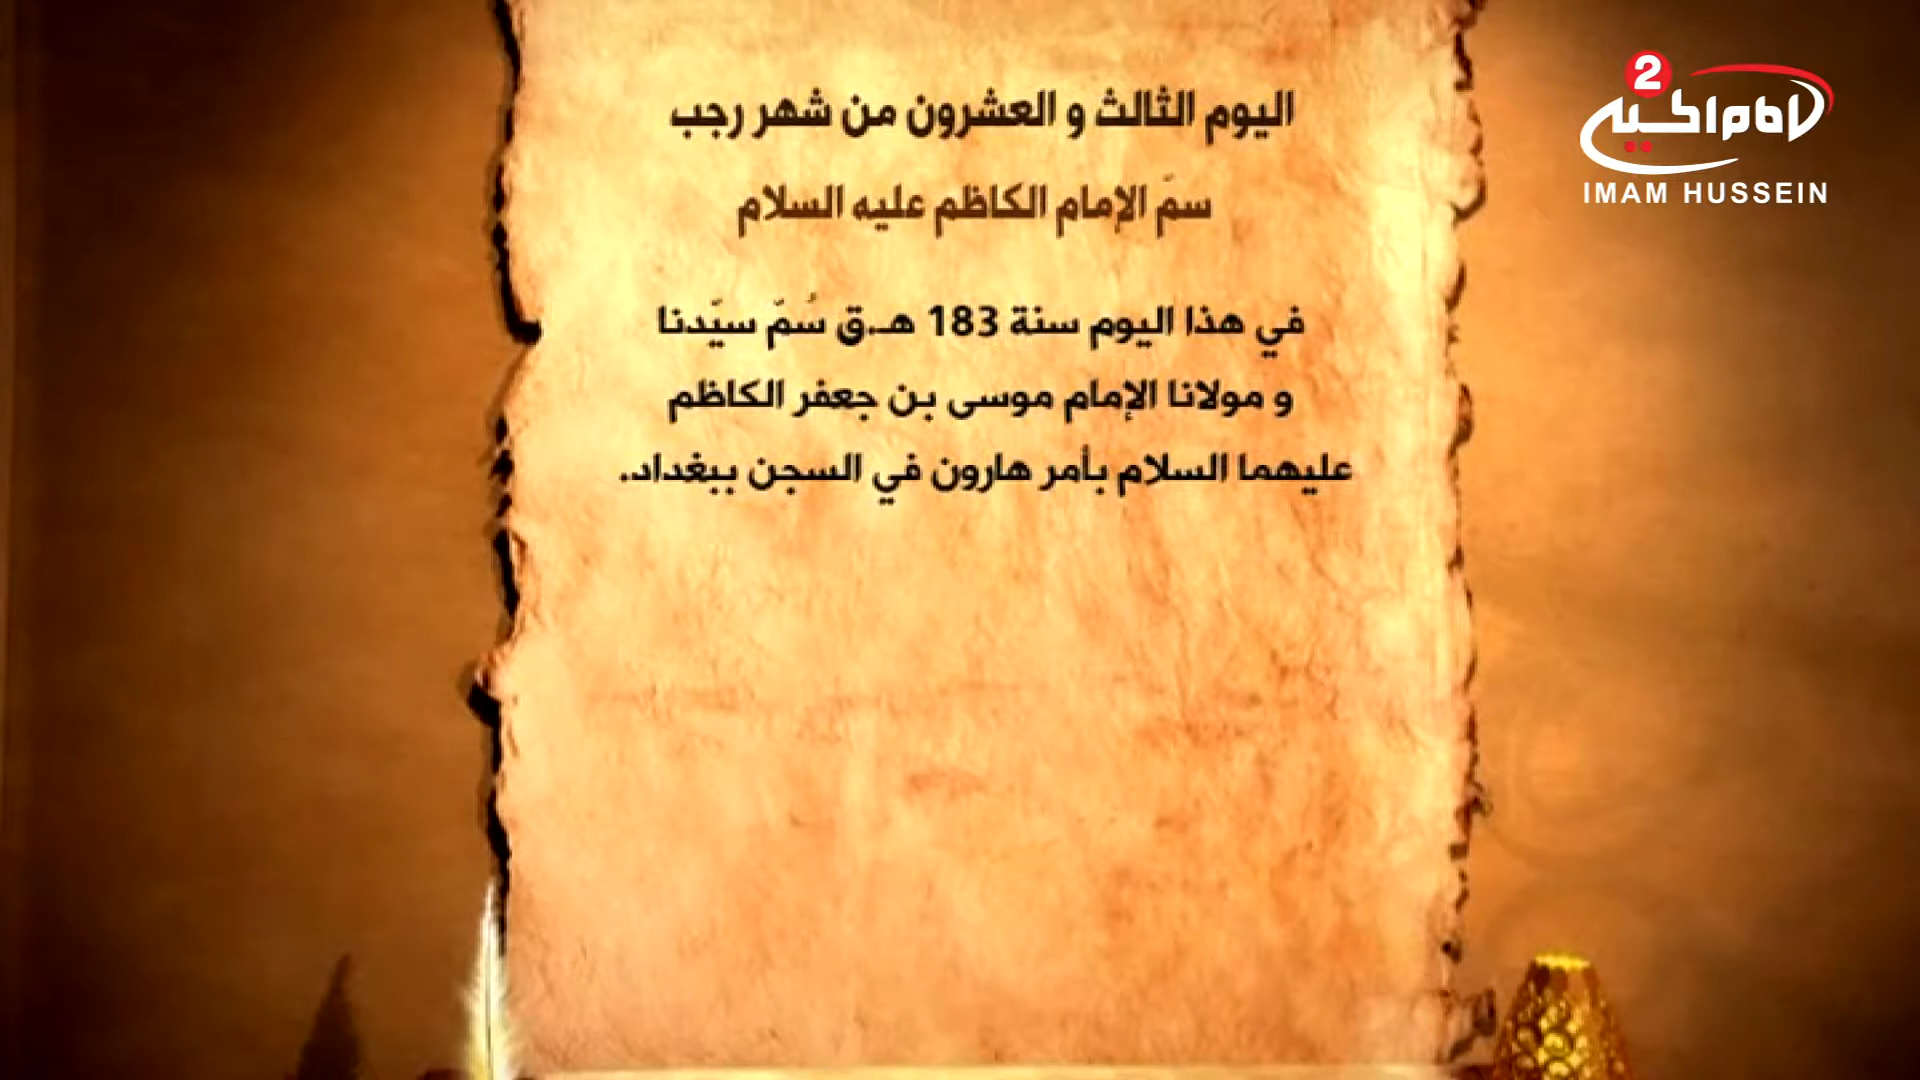 اليوم الثالث و العشرون من شهر رجب
سمّ الإمام الكاظم عليه السلام
في هذا اليوم سنة 183 هـ.ق سُمّ سيّدنا
و مولانا الإمام موسى بن جعفر الكاظم
عليهما السلام بأمر هارون في السجن ببغداد.
2
IMAM HUSSEIN